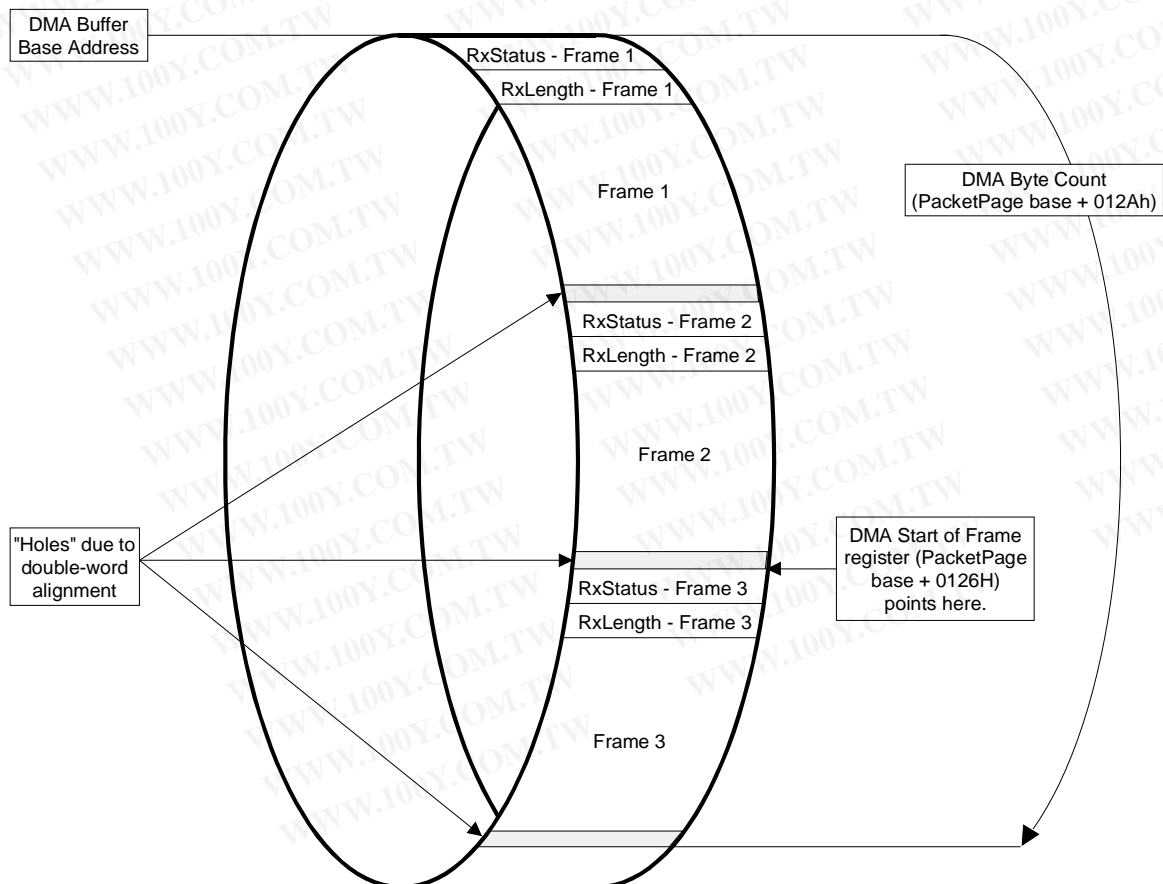 DMA Buffer
Base Address
RxStatus - Frame 1
RxLength - Frame 1
Frame 1
DMA Byte Count
(PacketPage base + 012Ah)
RxStatus - Frame 2
RxLength - Frame 2
Frame 2
"Holes" due to
double-word
alignment
DMA Start of Frame
register (PacketPage
base + 0126H)
points here.
RxStatus - Frame 3
RxLength - Frame 3
Frame 3
WWW.100Y.COM.TW